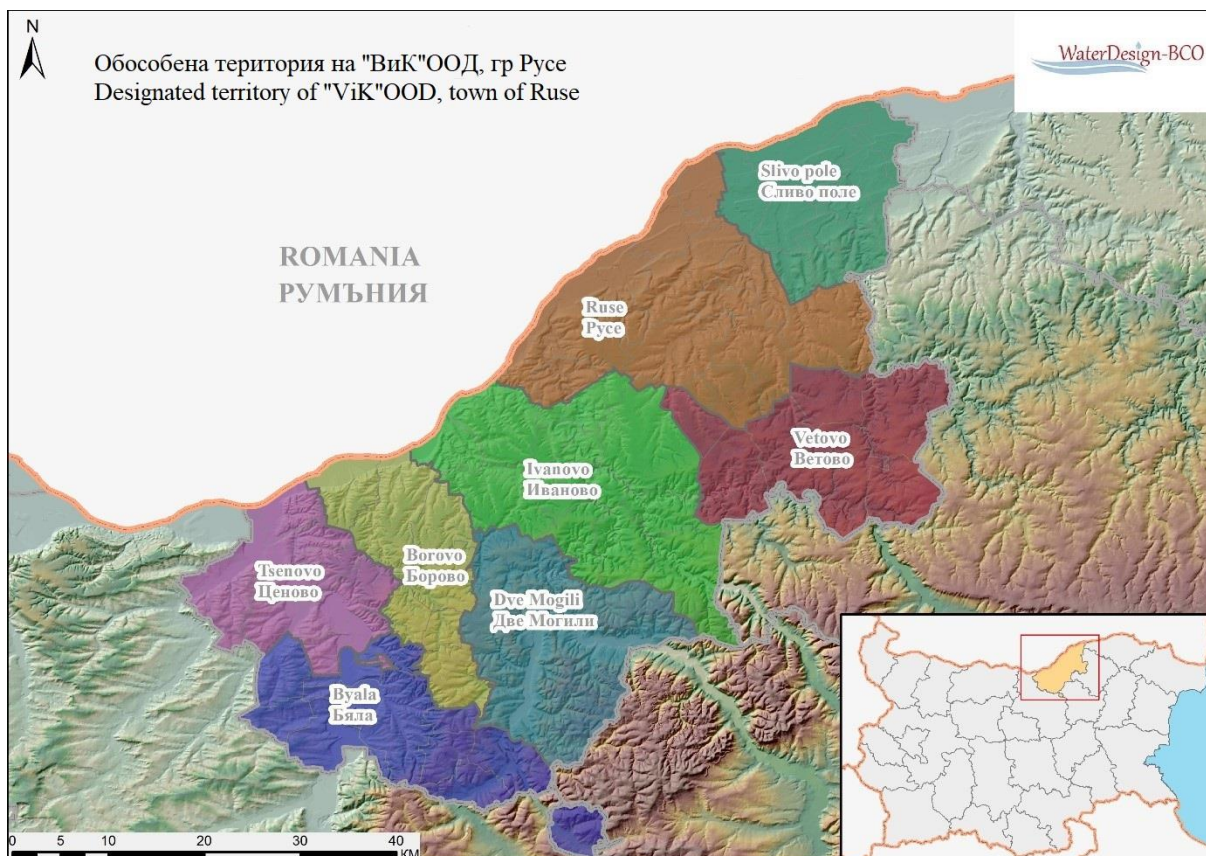 N
Обособена територия на "ВиК"ООД, гр Русе
Designated territory of "ViK"OOD, town of Ruse
WaterDesign-BCO
Slivo pole
Сливо поле
ROMANIA
РУМЪНИЯ
Ruse
Русе
Vetovo
Ветово
Ivanovo
Иваново
Borovo
Борово
Tsenovo
Ценово
Dve Mogili
Две Могили
Byala
Бяла
0 5 10 20 30 40
КМ